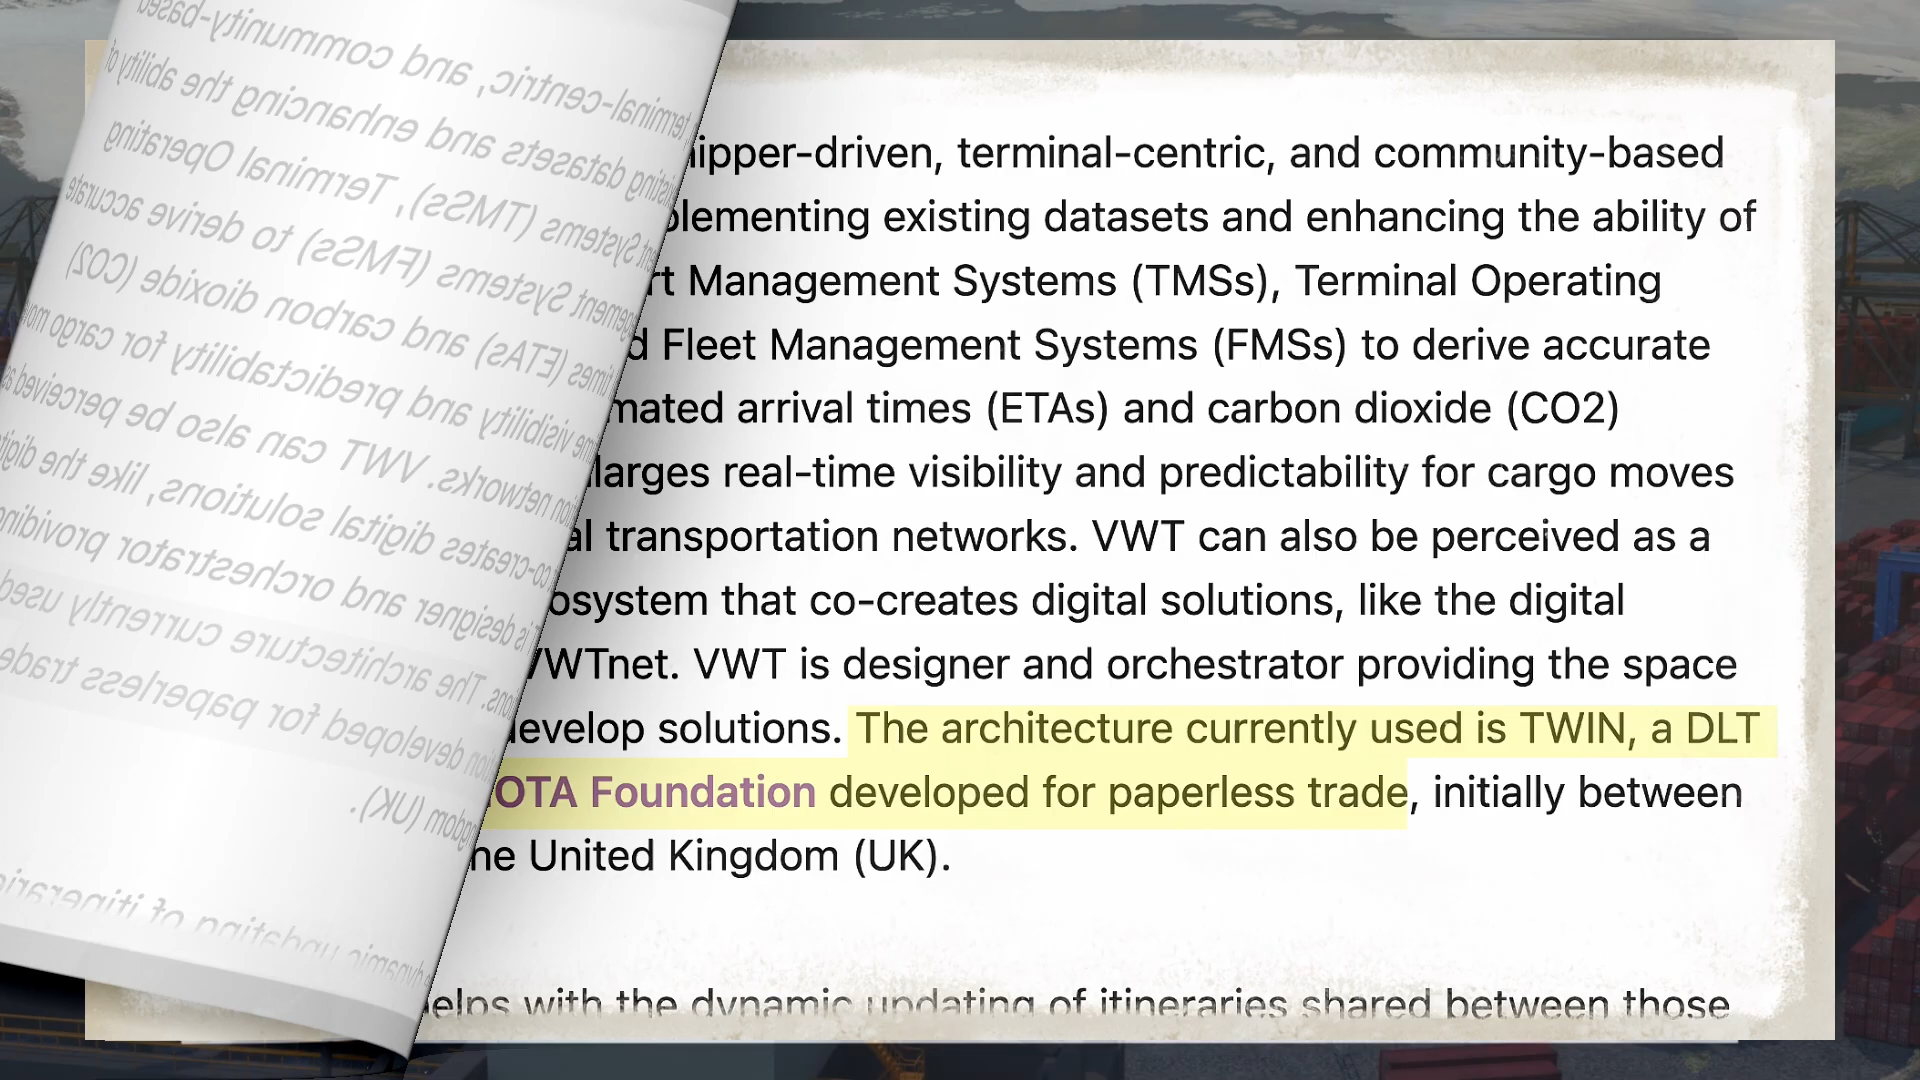 hipper-driven, terminal-centric, and community-based
plementing existing datasets and enhancing the ability of
rt Management Systems (TMSs), Terminal Operating
d Fleet Management Systems (FMSs) to derive accurate
mated arrival times (ETAs) and carbon dioxide (CO2)
larges real-time visibility and predictability for cargo moves
al transportation networks. VWT can also be perceived as a
osystem that co-creates digital solutions, like the digital
VWTnet. VWT is designer and orchestrator providing the space
develop solutions. The architecture currently used is TWIN, a DLT
IOTA Foundation developed for paperless trade, initially between
he United Kingdom (UK).
elps with the dynamic updating of itineraries shared between those